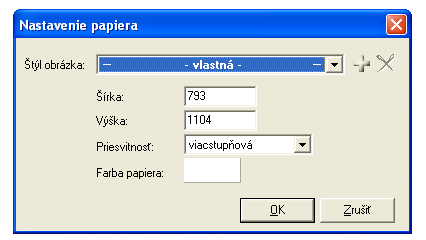 Nastavenie papiera
Štýl obrázka: – - vlastná - –
Šírka: 793
Výška: 1104
Priesvitnosť: viacstupňová
Farba papiera:
OK Zrušiť